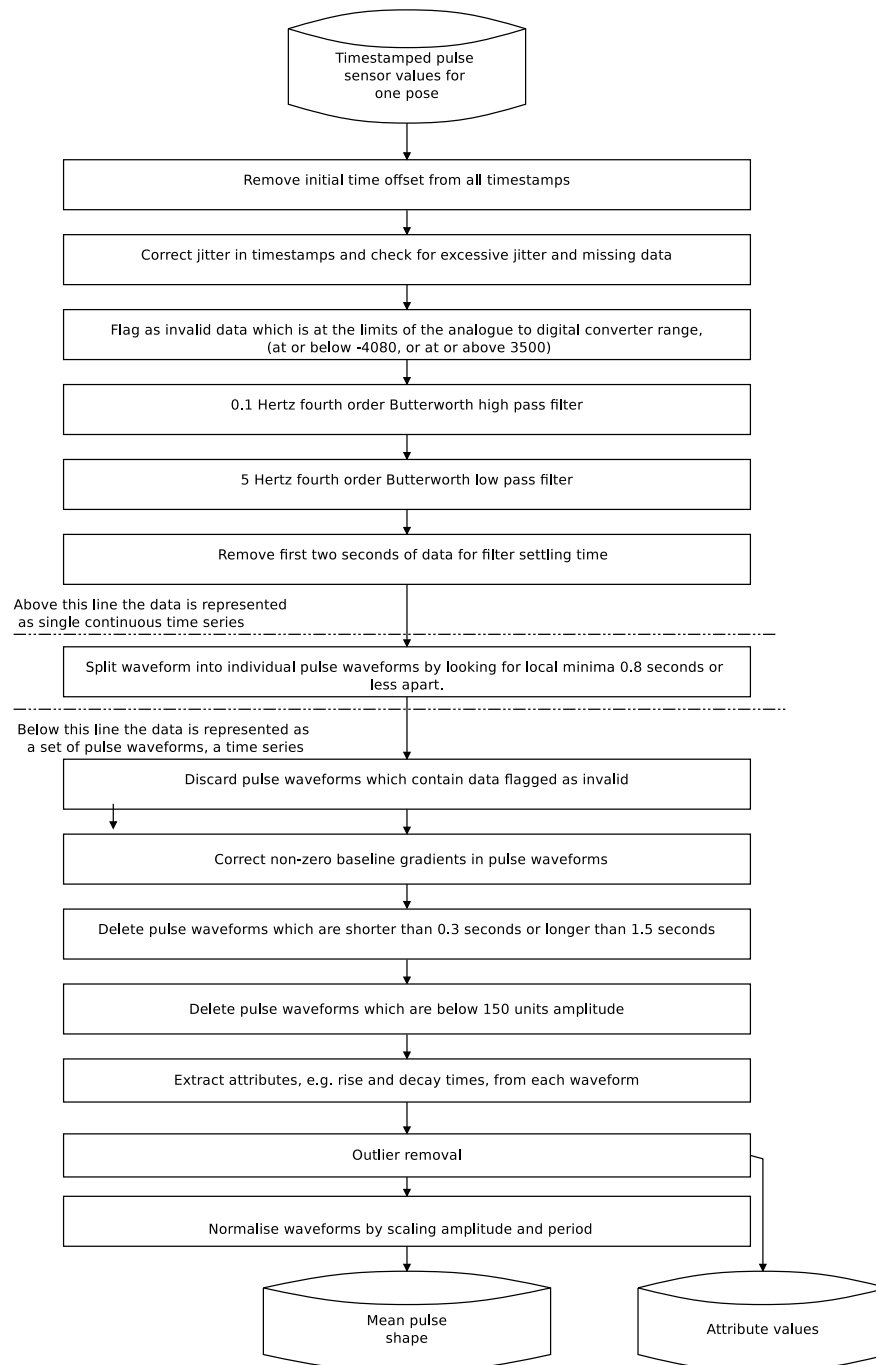 Timestamped pulse
sensor values for
one pose
Remove initial time offset from all timestamps
Correct jitter in timestamps and check for excessive jitter and missing data
Flag as invalid data which is at the limits of the analogue to digital converter range,
(at or below -4080, or at or above 3500)
0.1 Hertz fourth order Butterworth high pass filter
5 Hertz fourth order Butterworth low pass filter
Remove first two seconds of data for filter settling time
Above this line the data is represented
as single continuous time series
Split waveform into individual pulse waveforms by looking for local minima 0.8 seconds or
less apart.
Below this line the data is represented as
a set of pulse waveforms, a time series
Discard pulse waveforms which contain data flagged as invalid
Correct non-zero baseline gradients in pulse waveforms
Delete pulse waveforms which are shorter than 0.3 seconds or longer than 1.5 seconds
Delete pulse waveforms which are below 150 units amplitude
Extract attributes, e.g. rise and decay times, from each waveform
Outlier removal
Normalise waveforms by scaling amplitude and period
Mean pulse
shape
Attribute values